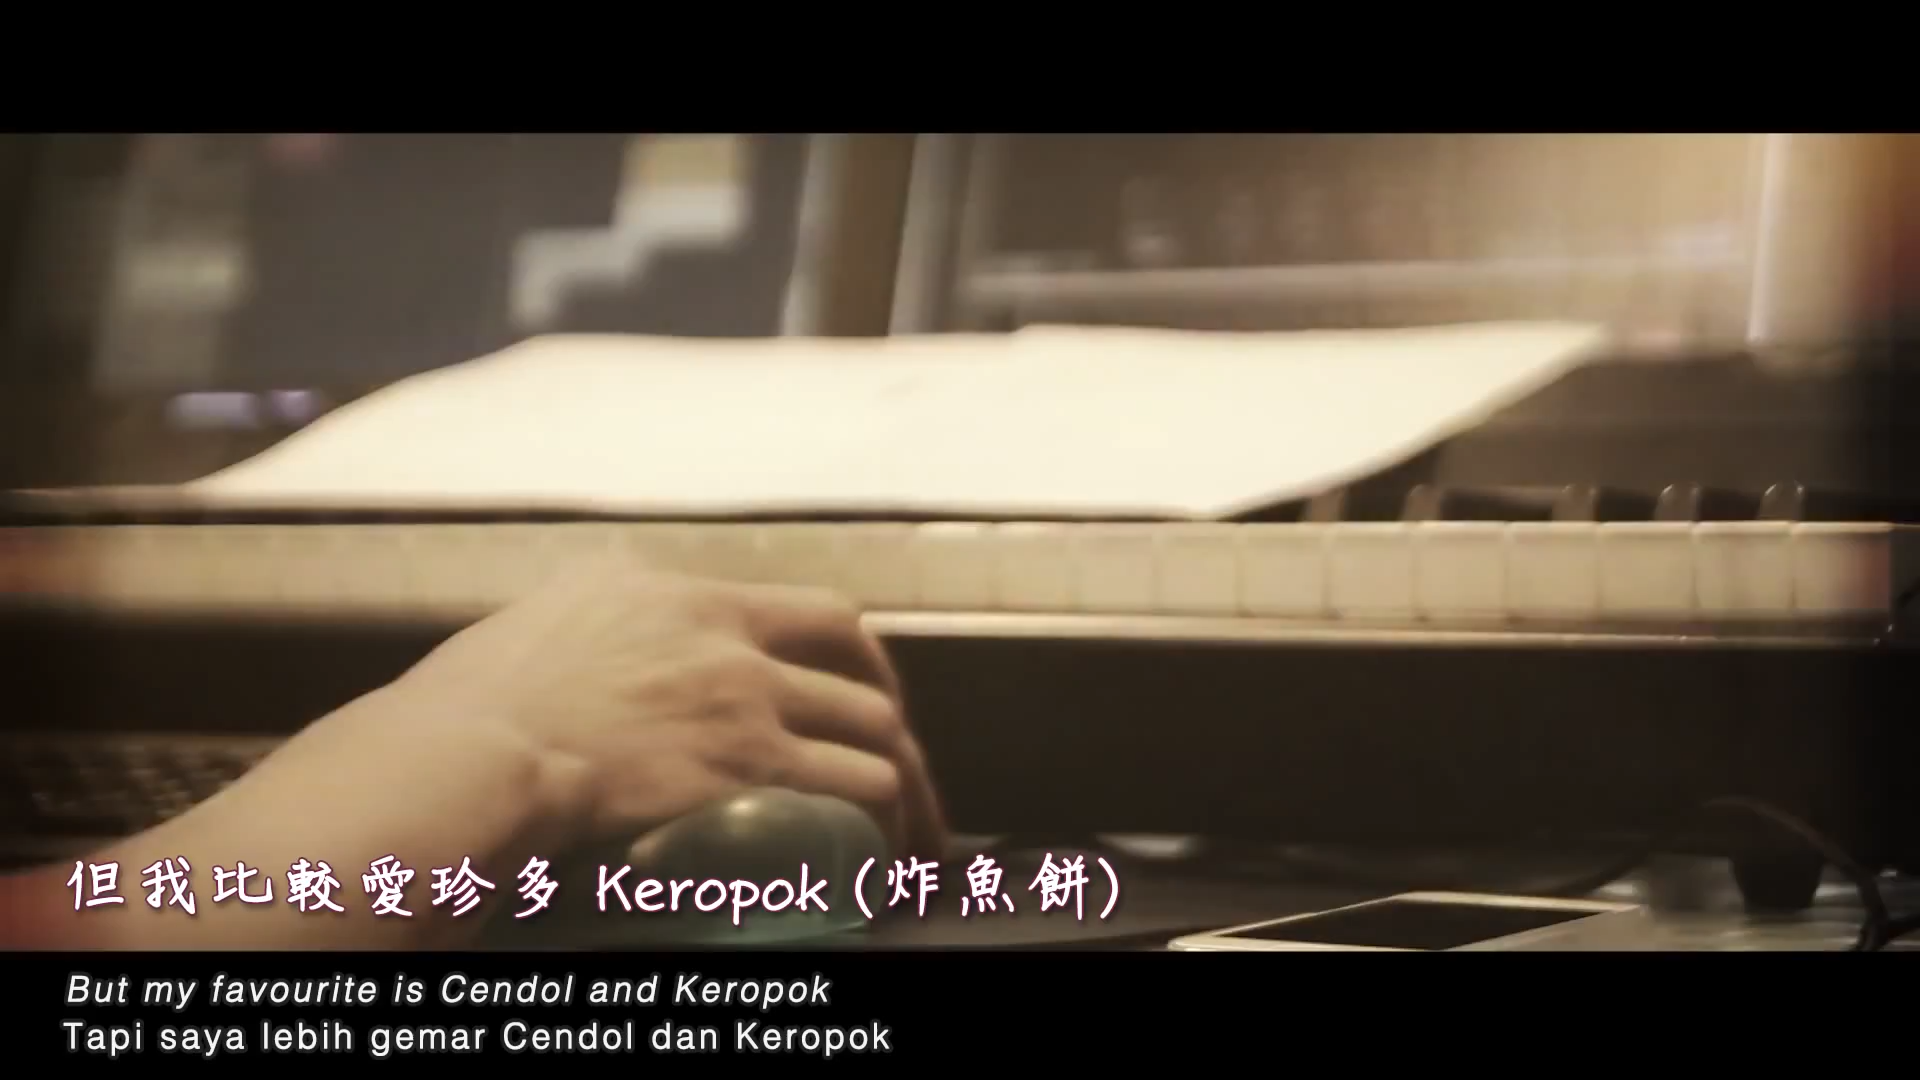 但我比較愛珍多 Keropok (炸魚餅)
But my favourite is Cendol and Keropok
Tapi saya lebih gemar Cendol dan Keropok